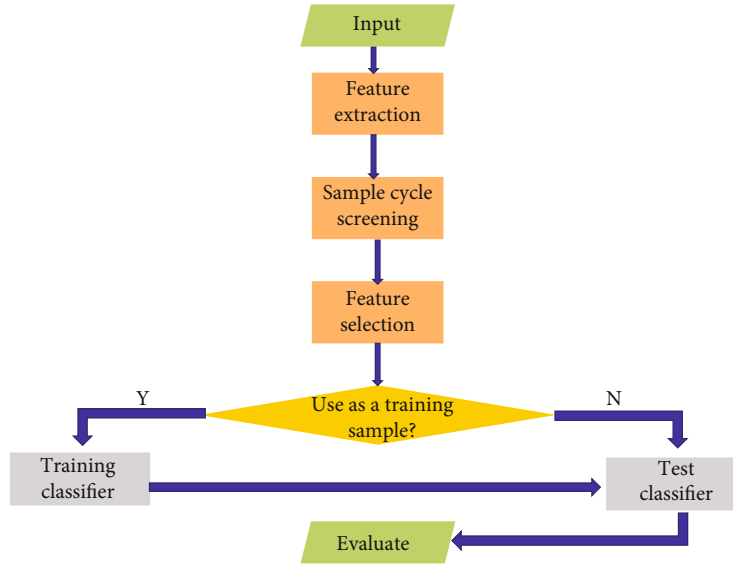 Input
Feature
extraction
Sample cycle
screening
Feature
selection
Y
N
Use as a training
sample?
Training
classifier
Test
classifier
Evaluate